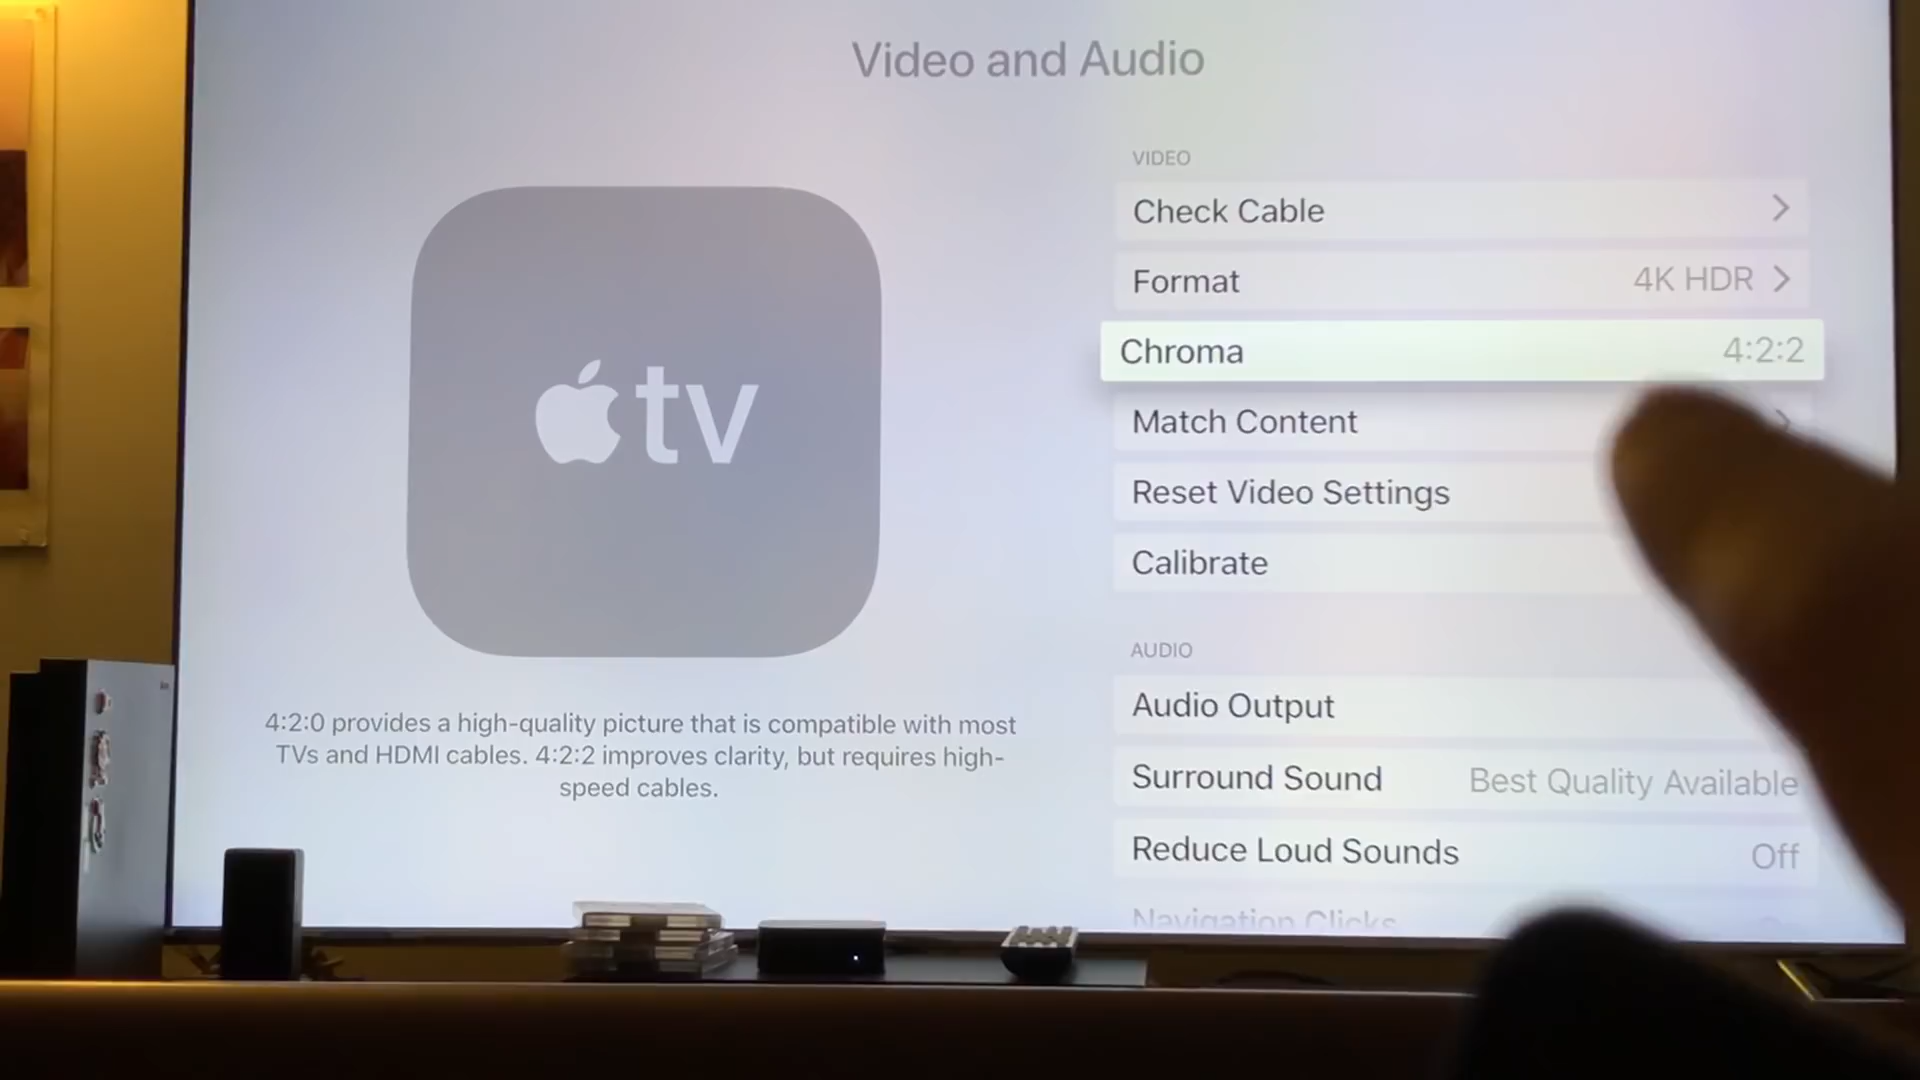 Video and Audio
VIDEO
Check Cable
Format 4K HDR
Chroma 4:2:2
Match Content
Reset Video Settings
Calibrate
AUDIO
Audio Output
Surround Sound Best Quality Available
Reduce Loud Sounds Off
Navigation Clicks
tv
4:2:0 provides a high-quality picture that is compatible with most
TVs and HDMI cables. 4:2:2 improves clarity, but requires high-
speed cables.